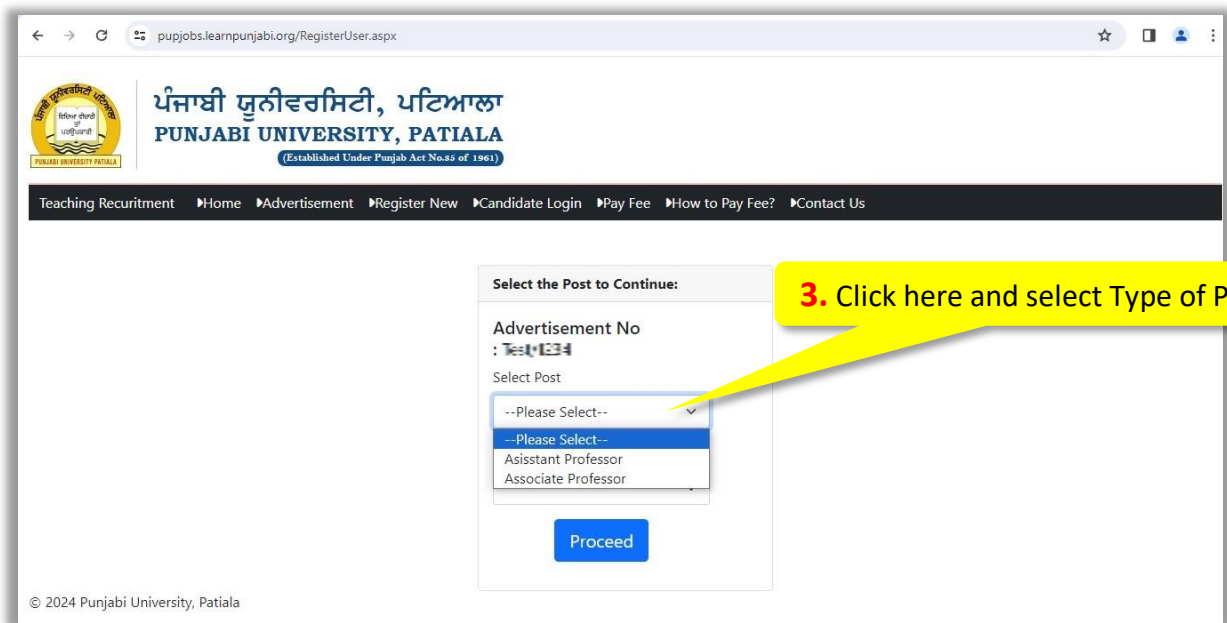 pupjobs.learnpunjabi.org/RegisterUser.aspx
ਪੰਜਾਬੀ ਯੂਨੀਵਰਸਿਟੀ, ਪਟਿਆਲਾ
PUNJABI UNIVERSITY, PATIALA
(Established Under Punjab Act No.35 of 1961)
PUNJABI UNIVERSITY PATIALA
Teaching Recuritment Home Advertisement Register New Candidate Login Pay Fee How to Pay Fee? Contact Us
Select the Post to Continue:
3. Click here and select Type of P
Advertisement No
:
Select Post
--Please Select--
--Please Select--
Asisstant Professor
Associate Professor
Proceed
© 2024 Punjabi University, Patiala